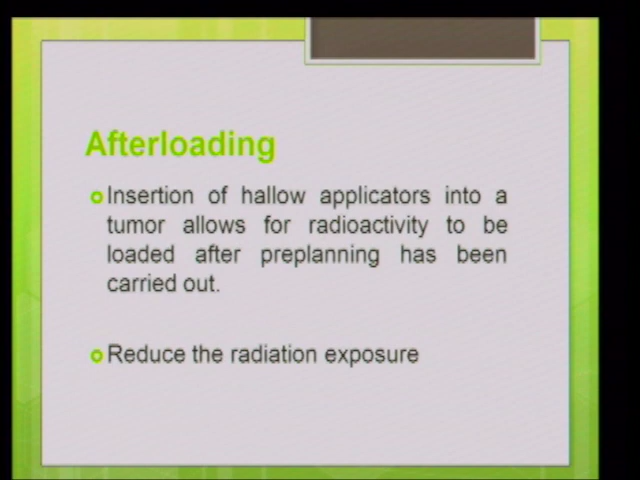 Afterloading
Insertion of hallow applicators into a
tumor allows for radioactivity to be
loaded after preplanning has been
carried out.
Reduce the radiation exposure